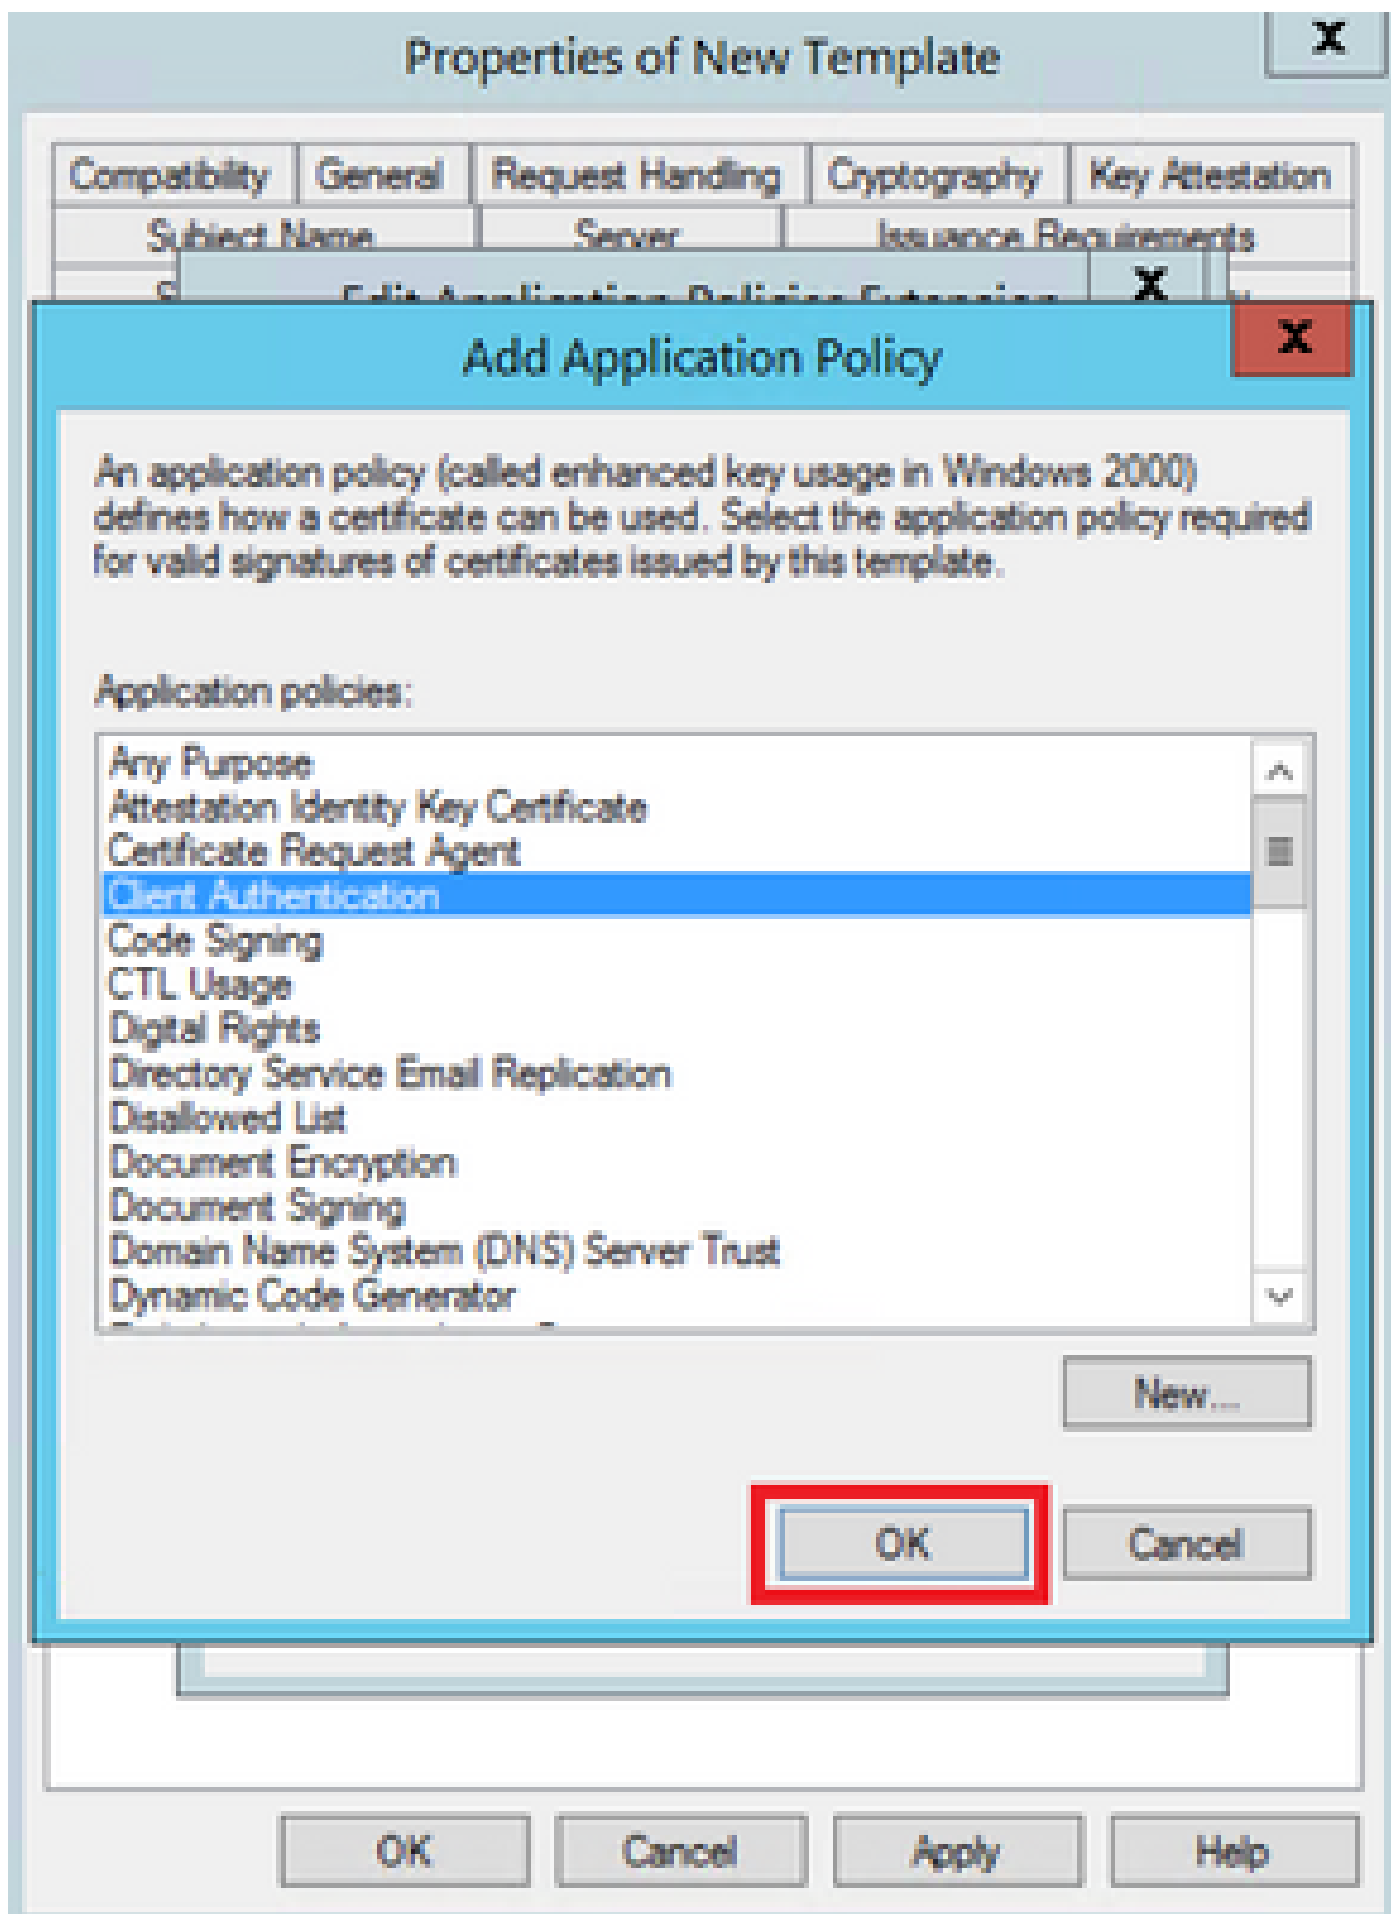 Properties of New Template
x
Compatibility General Request Handling Cryptography Key Attestation
Subject Name Server Issuance Requirements
Edit Application Policies Extension x
Add Application Policy x
An application policy (called enhanced key usage in Windows 2000)
defines how a certificate can be used. Select the application policy required
for valid signatures of certificates issued by this template.
Application policies:
Any Purpose
Attestation Identity Key Certificate
Certificate Request Agent
Client Authentication
Code Signing
CTL Usage
Digital Rights
Directory Service Email Replication
Disallowed List
Document Encryption
Document Signing
Domain Name System (DNS) Server Trust
Dynamic Code Generator
New...
OK Cancel
OK Cancel Apply Help